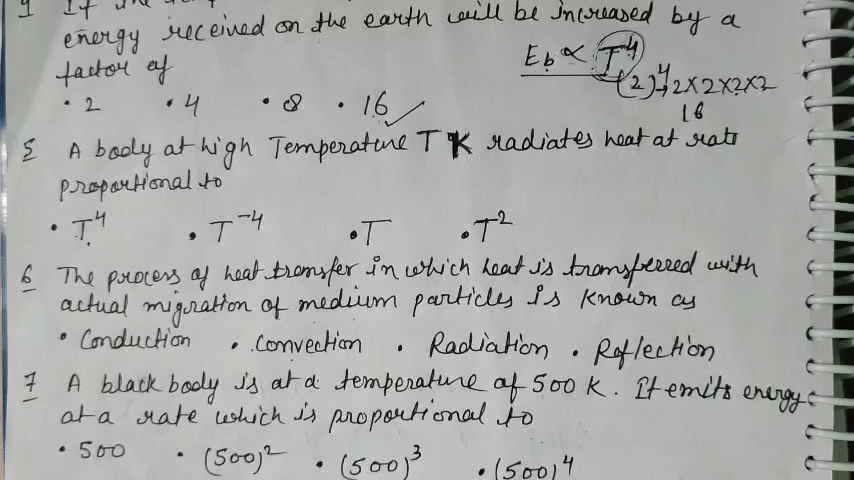 energy received on the earth will be increased by a
factor of
Eb ∝ T⁴
(2)⁴→2×2×2×2
16
• 2 • 4 • 8 • 16 ✓
5 A body at high Temperature T K radiates heat at rate
proportional to
• T⁴ • T⁻⁴ • T • T²
6 The process of heat transfer in which heat is transferred with
actual migration of medium particles is known as
• Conduction • Convection • Radiation • Reflection
7 A black body is at a temperature of 500 K. It emits energy
at a rate which is proportional to
• 500 • (500)² • (500)³ • (500)⁴